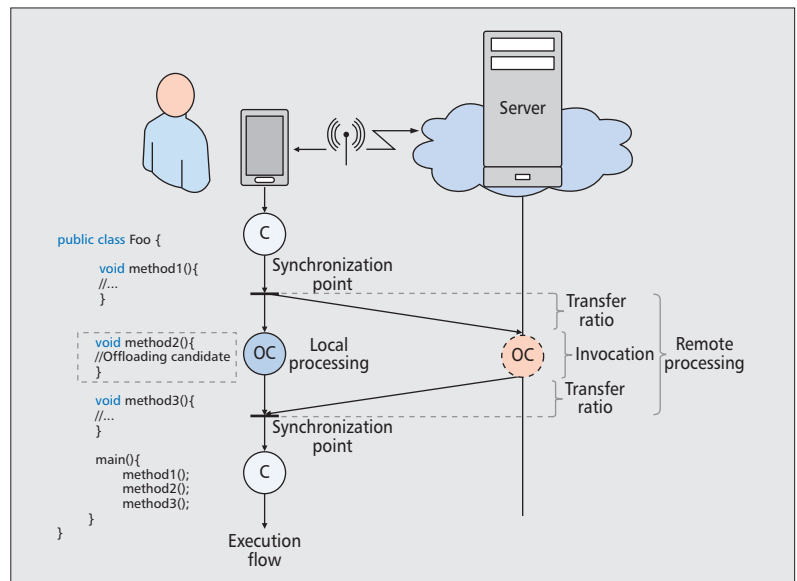 Server
C
public class Foo {
void method1(){
//...
}
Synchronization
point
Transfer
ratio
void method2(){
//Offloading candidate
}
OC
Local
processing
OC
Invocation
Remote
processing
void method3(){
//...
}
Transfer
ratio
Synchronization
point
main(){
method1();
method2();
method3();
}
}
C
Execution
flow